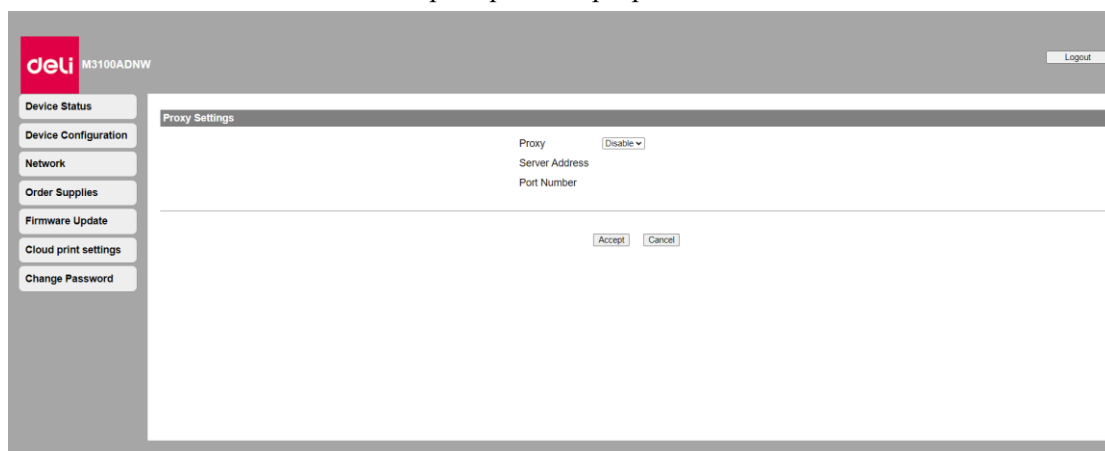 deli M3100ADNW
Logout
Device Status
Device Configuration
Network
Order Supplies
Firmware Update
Cloud print settings
Change Password
Proxy Settings
Proxy Disable
Server Address
Port Number
Accept Cancel